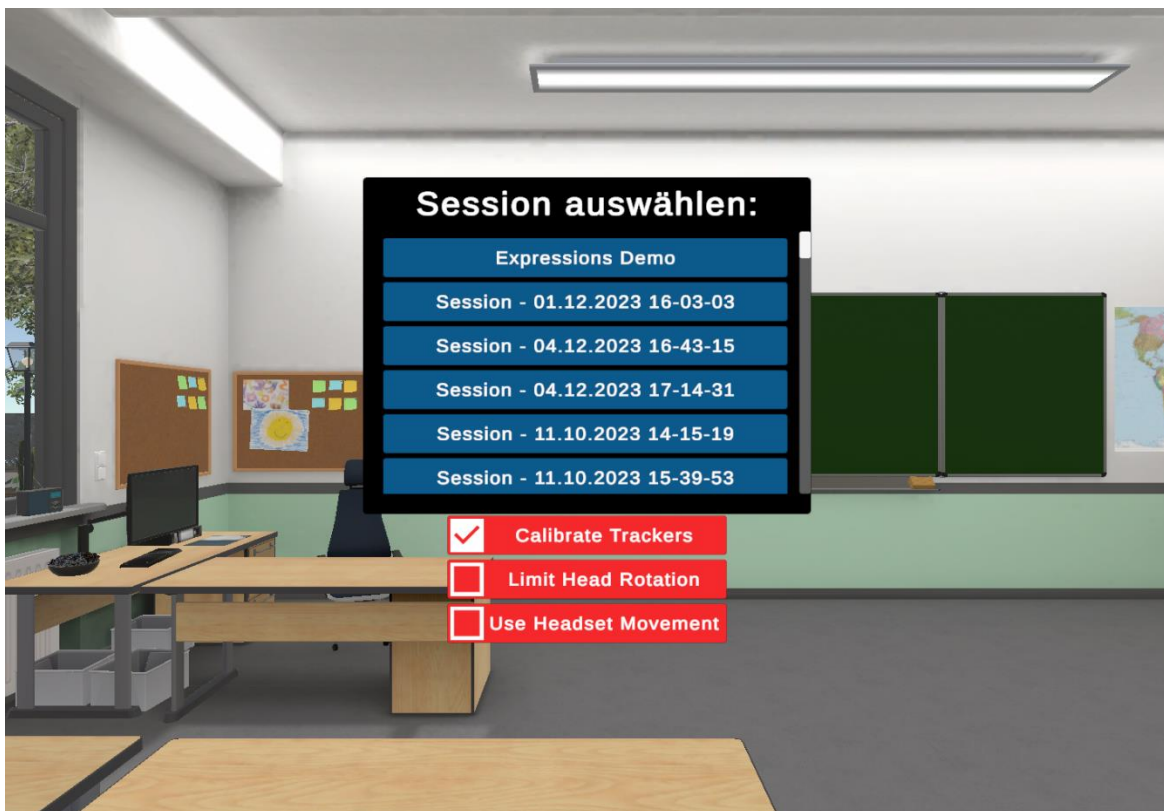 Session auswählen:
Expressions Demo
Session - 01.12.2023 16-03-03
Session - 04.12.2023 16-43-15
Session - 04.12.2023 17-14-31
Session - 11.10.2023 14-15-19
Session - 11.10.2023 15-39-53
Calibrate Trackers
Limit Head Rotation
Use Headset Movement